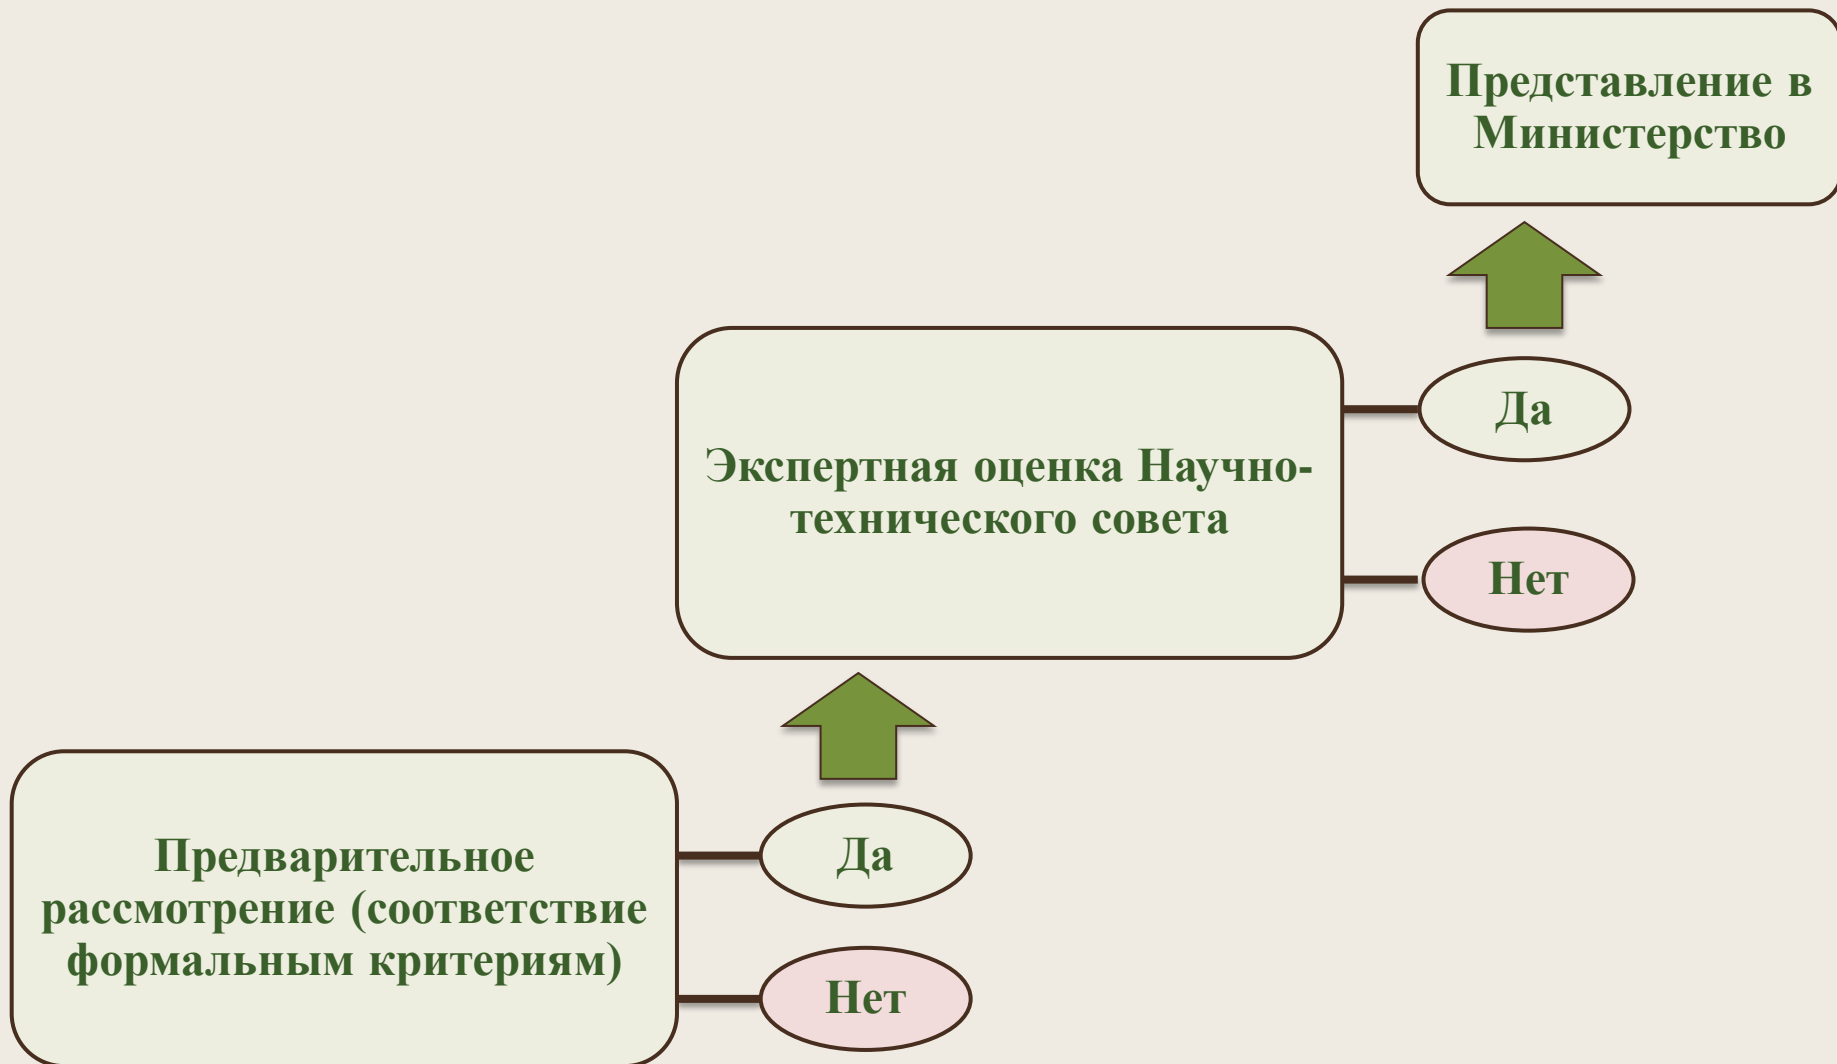 Представление в
Министерство
Да
Экспертная оценка Научно-
технического совета
Нет
Да
Предварительное
рассмотрение (соответствие
формальным критериям)
Нет